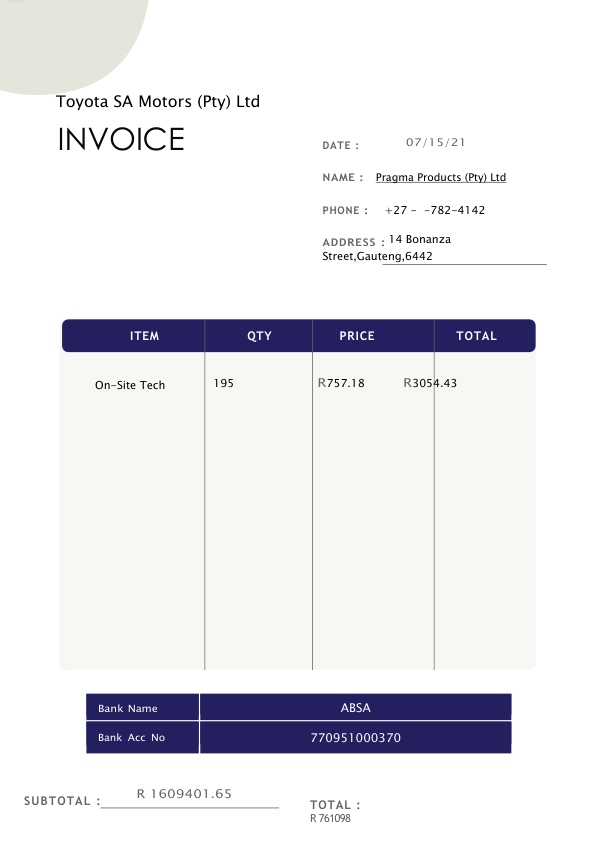 Toyota SA Motors (Pty) Ltd
INVOICE
DATE : 07/15/21
NAME : Pragma Products (Pty) Ltd
PHONE : +27 - -782-4142
ADDRESS : 14 Bonanza
Street,Gauteng,6442
ITEM QTY PRICE TOTAL
On-Site Tech 195 R757.18 R3054.43
Bank Name ABSA
Bank Acc No 770951000370
SUBTOTAL : R 1609401.65
TOTAL :
R 761098